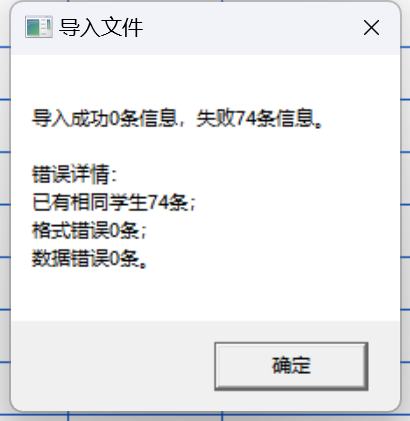 导入文件
导入成功0条信息，失败74条信息。
错误详情：
已有相同学生74条；
格式错误0条；
数据错误0条。
确定